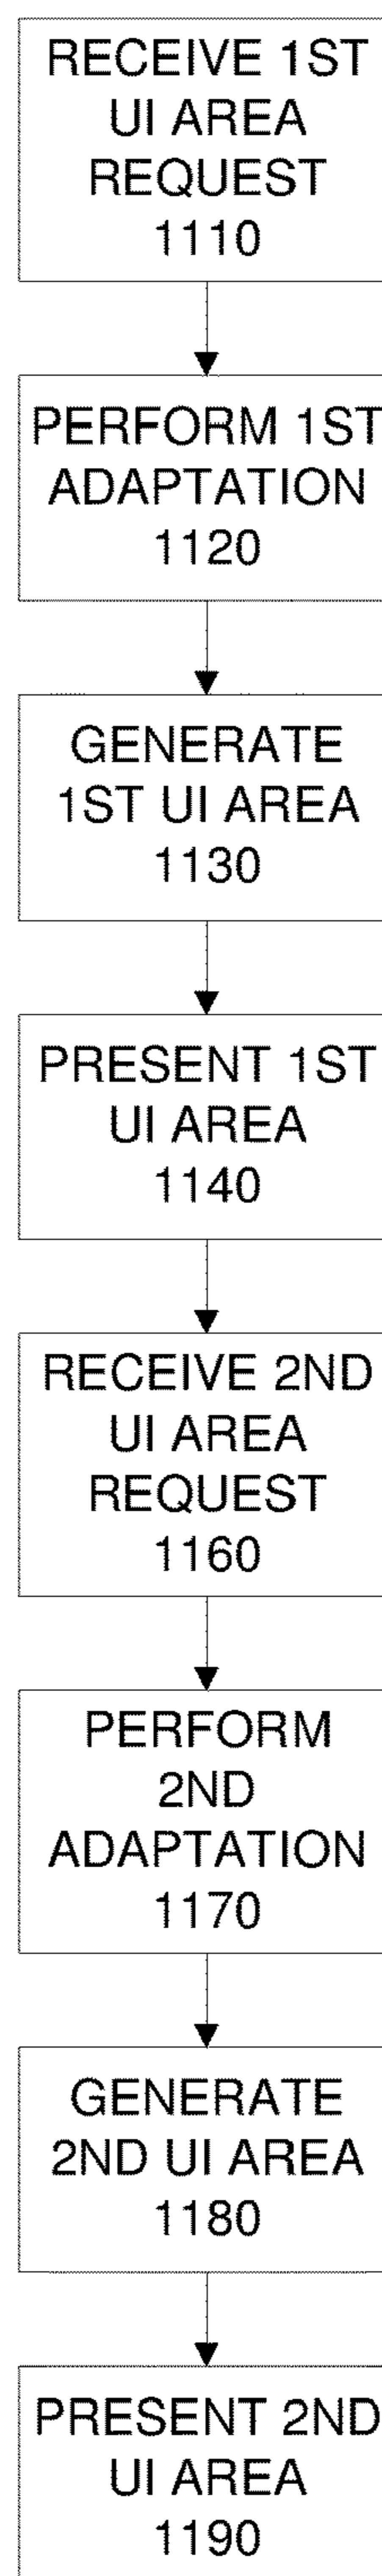 RECEIVE 1ST
UI AREA
REQUEST
1110
PERFORM 1ST
ADAPTATION
1120
GENERATE
1ST UI AREA
1130
PRESENT 1ST
UI AREA
1140
RECEIVE 2ND
UI AREA
REQUEST
1160
PERFORM
2ND
ADAPTATION
1170
GENERATE
2ND UI AREA
1180
PRESENT 2ND
UI AREA
1190